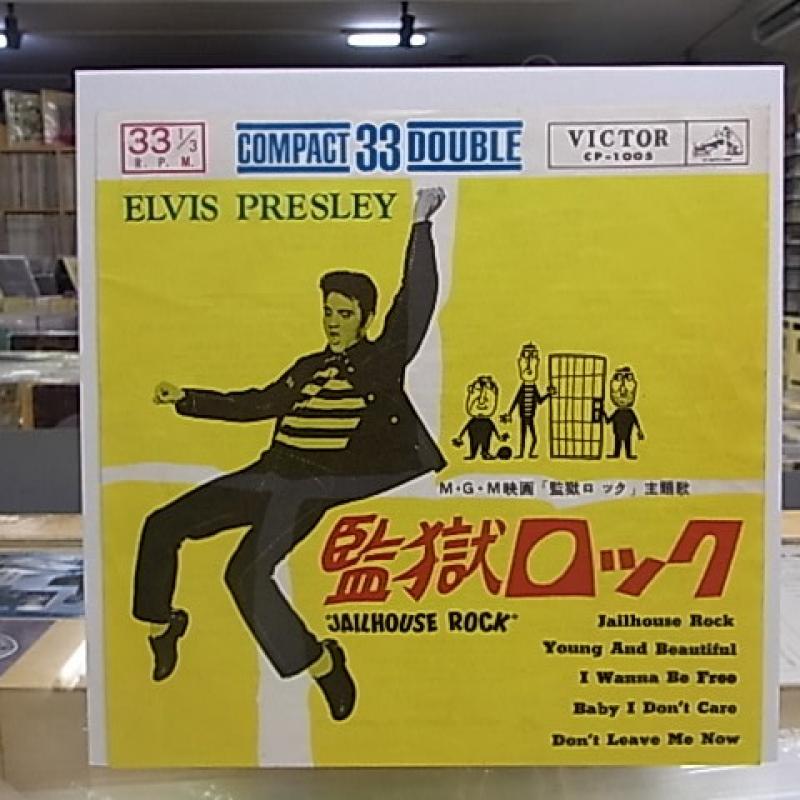 33 1/3
R. P. M.
COMPACT 33 DOUBLE
VICTOR
CP-1005
ELVIS PRESLEY
M・G・M映画「監獄ロック」主題歌
監獄ロック
"JAILHOUSE ROCK"
Jailhouse Rock
Young And Beautiful
I Wanna Be Free
Baby I Don't Care
Don't Leave Me Now